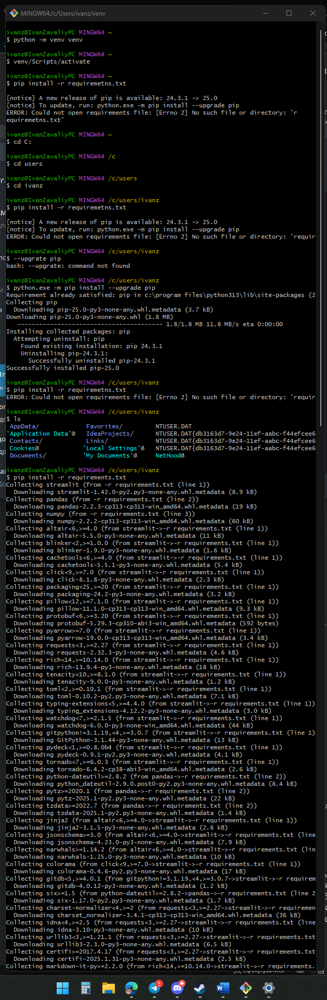 MINGW64:/c/Users/ivanz/venv
ivanz@IvanZavaliyPC MINGW64 ~
$ python -m venv venv
ivanz@IvanZavaliyPC MINGW64 ~
$ venv/Scripts/activate
ivanz@IvanZavaliyPC MINGW64 ~
$ pip install -r requiremetns.txt
[notice] A new release of pip is available: 24.3.1 -> 25.0
[notice] To update, run: python.exe -m pip install --upgrade pip
ERROR: Could not open requirements file: [Errno 2] No such file or directory: 'r
equiremetns.txt'
ivanz@IvanZavaliyPC MINGW64 ~
$ cd C:
ivanz@IvanZavaliyPC MINGW64 /c
$ cd users
ivanz@IvanZavaliyPC MINGW64 /c/users
$ cd ivanz
ivanz@IvanZavaliyPC MINGW64 /c/users/ivanz
$ pip install -r requiremetns.txt
[notice] A new release of pip is available: 24.3.1 -> 25.0
[notice] To update, run: python.exe -m pip install --upgrade pip
ERROR: Could not open requirements file: [Errno 2] No such file or directory: 'requir
ivanz@IvanZavaliyPC MINGW64 /c/users/ivanz
$ --upgrate pip
bash: --upgrate: command not found
ivanz@IvanZavaliyPC MINGW64 /c/users/ivanz
$ python.exe -m pip install --upgrade pip
Requirement already satisfied: pip in c:\program files\python313\lib\site-packages (2
Collecting pip
Downloading pip-25.0-py3-none-any.whl.metadata (3.7 kB)
Downloading pip-25.0-py3-none-any.whl (1.8 MB)
---------------------------------------- 1.8/1.8 MB 11.8 MB/s eta 0:00:00
Installing collected packages: pip
Attempting uninstall: pip
Found existing installation: pip 24.3.1
Uninstalling pip-24.3.1:
Successfully uninstalled pip-24.3.1
Successfully installed pip-25.0
ivanz@IvanZavaliyPC MINGW64 /c/users/ivanz
$ pip install -r requiremetns.txt
ERROR: Could not open requirements file: [Errno 2] No such file or directory: 'requir
ivanz@IvanZavaliyPC MINGW64 /c/users/ivanz
$ ls
AppData/ Favorites/ NTUSER.DAT
'Application Data'@ IdeaProjects/ NTUSER.DAT{db3163d7-9e24-11ef-aabc-f44efcee6
Contacts/ Links/ NTUSER.DAT{db3163d7-9e24-11ef-aabc-f44efcee6
Cookies@ 'Local Settings'@ NTUSER.DAT{db3163d7-9e24-11ef-aabc-f44efcee6
Documents/ 'My Documents'@ NetHood@
ivanz@IvanZavaliyPC MINGW64 /c/users/ivanz
$ pip install -r requirements.txt
Collecting streamlit (from -r requirements.txt (line 1))
Downloading streamlit-1.42.0-py2.py3-none-any.whl.metadata (8.9 kB)
Collecting pandas (from -r requirements.txt (line 2))
Downloading pandas-2.2.3-cp313-cp313-win_amd64.whl.metadata (19 kB)
Collecting numpy (from -r requirements.txt (line 3))
Downloading numpy-2.2.2-cp313-cp313-win_amd64.whl.metadata (60 kB)
Collecting altair<6,>=4.0 (from streamlit->-r requirements.txt (line 1))
Downloading altair-5.5.0-py3-none-any.whl.metadata (11 kB)
Collecting blinker<2,>=1.0.0 (from streamlit->-r requirements.txt (line 1))
Downloading blinker-1.9.0-py3-none-any.whl.metadata (1.6 kB)
Collecting cachetools<6,>=4.0 (from streamlit->-r requirements.txt (line 1))
Downloading cachetools-5.5.1-py3-none-any.whl.metadata (5.4 kB)
Collecting click<9,>=7.0 (from streamlit->-r requirements.txt (line 1))
Downloading click-8.1.8-py3-none-any.whl.metadata (2.3 kB)
Collecting packaging<25,>=20 (from streamlit->-r requirements.txt (line 1))
Downloading packaging-24.2-py3-none-any.whl.metadata (3.2 kB)
Collecting pillow<12,>=7.1.0 (from streamlit->-r requirements.txt (line 1))
Downloading pillow-11.1.0-cp313-cp313-win_amd64.whl.metadata (9.3 kB)
Collecting protobuf<6,>=3.20 (from streamlit->-r requirements.txt (line 1))
Downloading protobuf-5.29.3-cp310-abi3-win_amd64.whl.metadata (592 bytes)
Collecting pyarrow>=7.0 (from streamlit->-r requirements.txt (line 1))
Downloading pyarrow-19.0.0-cp313-cp313-win_amd64.whl.metadata (3.4 kB)
Collecting requests<3,>=2.27 (from streamlit->-r requirements.txt (line 1))
Downloading requests-2.32.3-py3-none-any.whl.metadata (4.6 kB)
Collecting rich<14,>=10.14.0 (from streamlit->-r requirements.txt (line 1))
Downloading rich-13.9.4-py3-none-any.whl.metadata (18 kB)
Collecting tenacity<10,>=8.1.0 (from streamlit->-r requirements.txt (line 1))
Downloading tenacity-9.0.0-py3-none-any.whl.metadata (1.2 kB)
Collecting toml<2,>=0.10.1 (from streamlit->-r requirements.txt (line 1))
Downloading toml-0.10.2-py2.py3-none-any.whl.metadata (7.1 kB)
Collecting typing-extensions<5,>=4.4.0 (from streamlit->-r requirements.txt (line 1))
Downloading typing_extensions-4.12.2-py3-none-any.whl.metadata (3.0 kB)
Collecting watchdog<7,>=2.1.5 (from streamlit->-r requirements.txt (line 1))
Downloading watchdog-6.0.0-py3-none-win_amd64.whl.metadata (44 kB)
Collecting gitpython!=3.1.19,<4,>=3.0.7 (from streamlit->-r requirements.txt (line 1)
Downloading GitPython-3.1.44-py3-none-any.whl.metadata (13 kB)
Collecting pydeck<1,>=0.8.0b4 (from streamlit->-r requirements.txt (line 1))
Downloading pydeck-0.9.1-py2.py3-none-any.whl.metadata (4.1 kB)
Collecting tornado<7,>=6.0.3 (from streamlit->-r requirements.txt (line 1))
Downloading tornado-6.4.2-cp38-abi3-win_amd64.whl.metadata (2.6 kB)
Collecting python-dateutil>=2.8.2 (from pandas->-r requirements.txt (line 2))
Downloading python_dateutil-2.9.0.post0-py2.py3-none-any.whl.metadata (8.4 kB)
Collecting pytz>=2020.1 (from pandas->-r requirements.txt (line 2))
Downloading pytz-2025.1-py2.py3-none-any.whl.metadata (22 kB)
Collecting tzdata>=2022.7 (from pandas->-r requirements.txt (line 2))
Downloading tzdata-2025.1-py2.py3-none-any.whl.metadata (1.4 kB)
Collecting jinja2 (from altair<6,>=4.0->streamlit->-r requirements.txt (line 1))
Downloading jinja2-3.1.5-py3-none-any.whl.metadata (2.6 kB)
Collecting jsonschema>=3.0 (from altair<6,>=4.0->streamlit->-r requirements.txt (line
Downloading jsonschema-4.23.0-py3-none-any.whl.metadata (7.9 kB)
Collecting narwhals>=1.14.2 (from altair<6,>=4.0->streamlit->-r requirements.txt (lin
Downloading narwhals-1.25.0-py3-none-any.whl.metadata (10 kB)
Collecting colorama (from click<9,>=7.0->streamlit->-r requirements.txt (line 1))
Downloading colorama-0.4.6-py2.py3-none-any.whl.metadata (17 kB)
Collecting gitdb<5,>=4.0.1 (from gitpython!=3.1.19,<4,>=3.0.7->streamlit->-r requirem
Downloading gitdb-4.0.12-py3-none-any.whl.metadata (1.2 kB)
Collecting six>=1.5 (from python-dateutil>=2.8.2->pandas->-r requirements.txt (line 2
Downloading six-1.17.0-py2.py3-none-any.whl.metadata (1.7 kB)
Collecting charset-normalizer<4,>=2 (from requests<3,>=2.27->streamlit->-r requiremen
Downloading charset_normalizer-3.4.1-cp313-cp313-win_amd64.whl.metadata (36 kB)
Collecting idna<4,>=2.5 (from requests<3,>=2.27->streamlit->-r requirements.txt (line
Downloading idna-3.10-py3-none-any.whl.metadata (10 kB)
Collecting urllib3<3,>=1.21.1 (from requests<3,>=2.27->streamlit->-r requirements.txt
Downloading urllib3-2.3.0-py3-none-any.whl.metadata (6.5 kB)
Collecting certifi>=2017.4.17 (from requests<3,>=2.27->streamlit->-r requirements.txt
Downloading certifi-2025.1.31-py3-none-any.whl.metadata (2.5 kB)
Collecting markdown-it-py>=2.2.0 (from rich<14,>=10.14.0->streamlit->-r requirements.
3